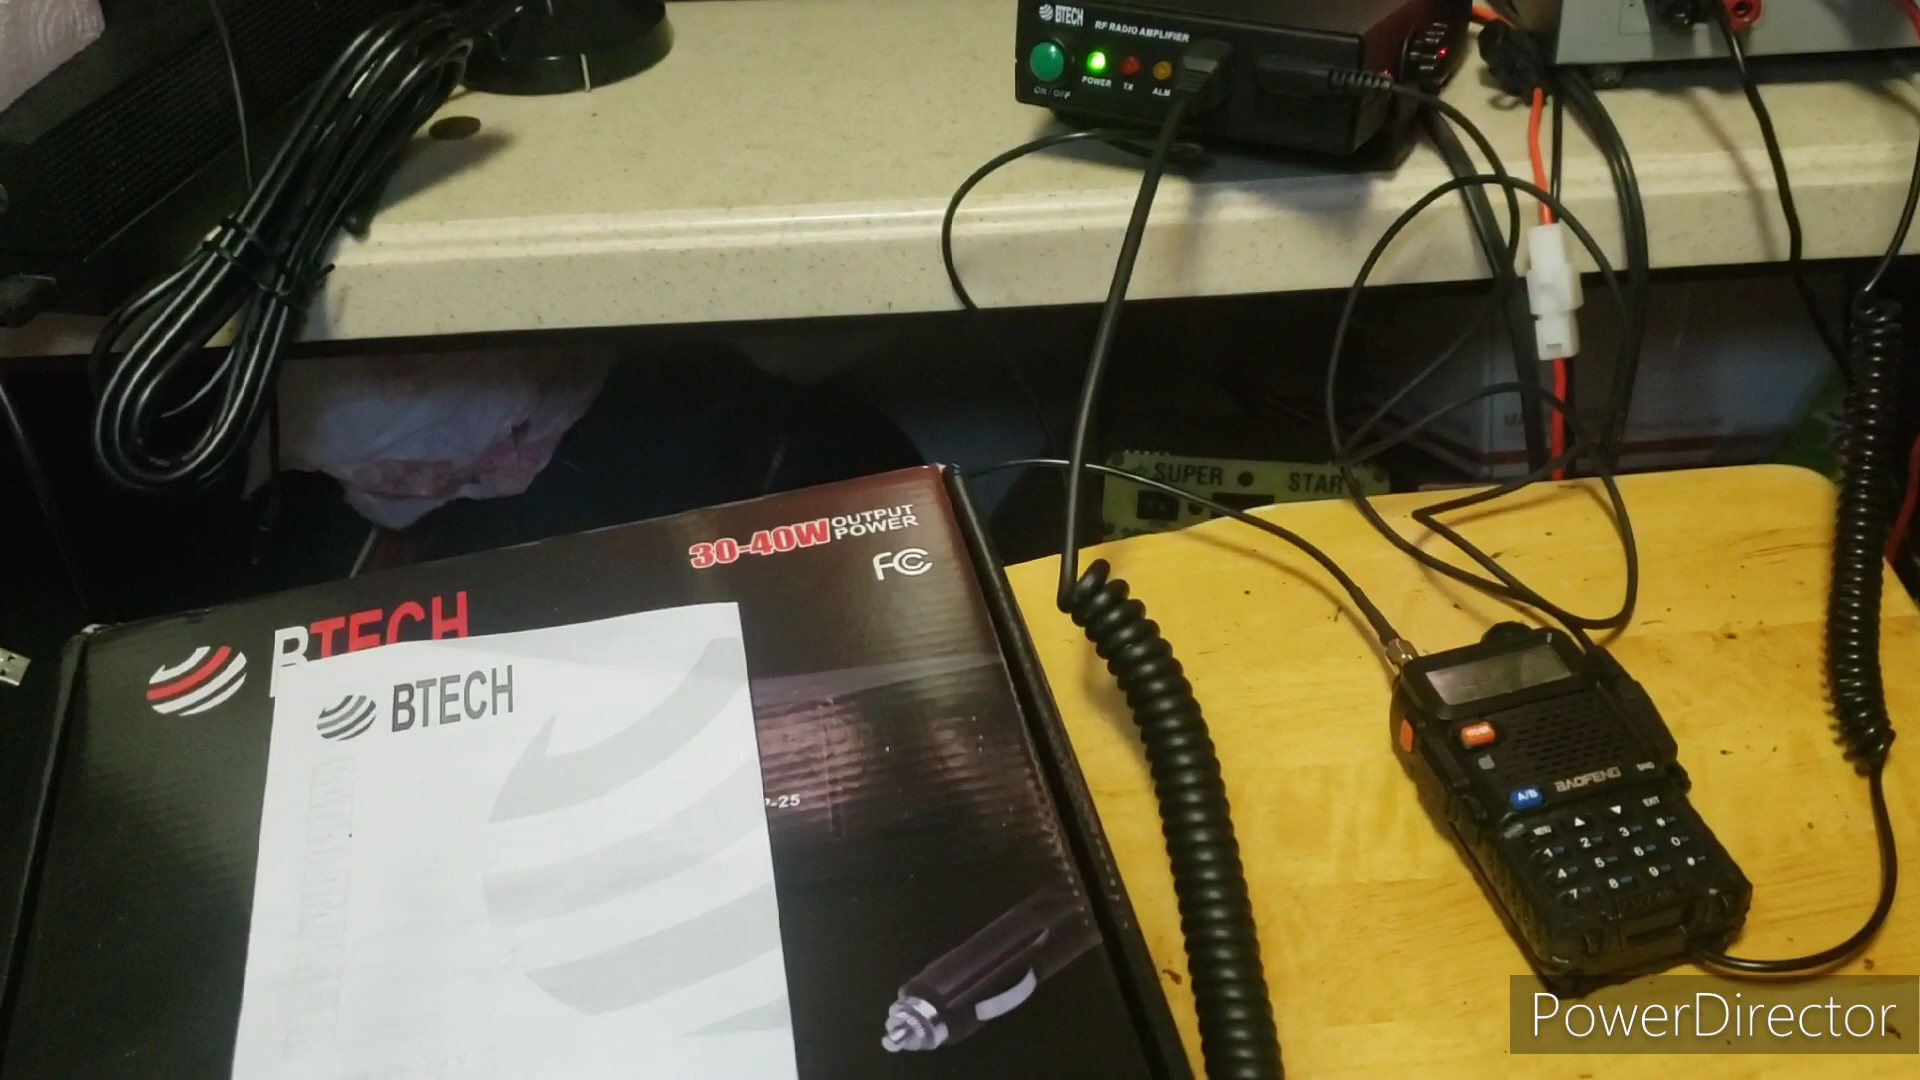 BTECH
RF RADIO AMPLIFIER
POWER
TX
ALM
ON / OFF
SUPER STAR
30-40W OUTPUT POWER
FC
BTECH
BTECH
-25
BAOFENG
A/B
MENU
EXIT
1 2 3 *
4 5 6 0
7 8 9 #
PowerDirector